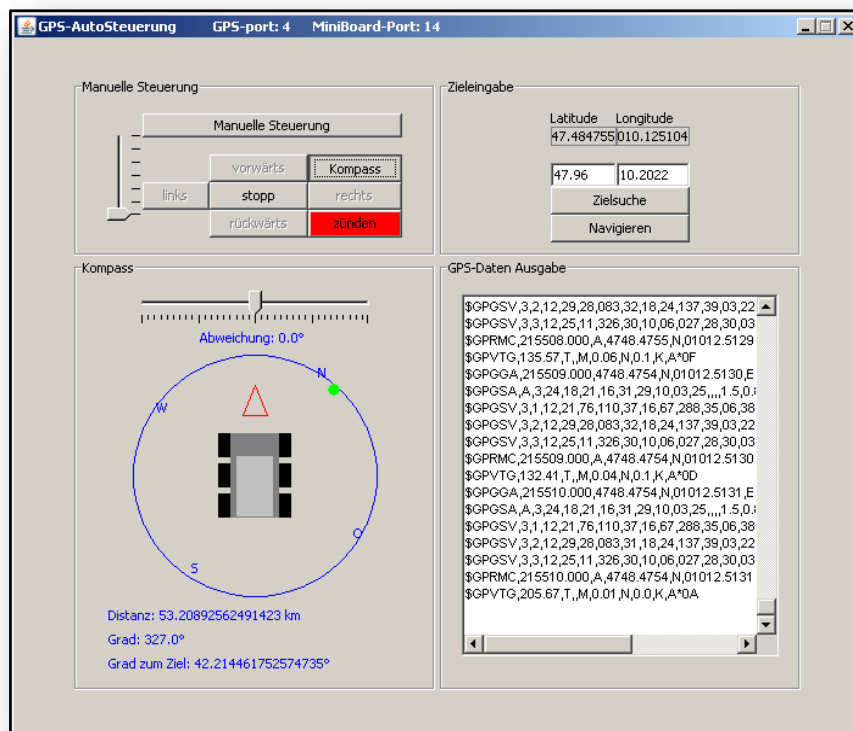 GPS-AutoSteuerung GPS-port: 4 MiniBoard-Port: 14
Manuelle Steuerung
Manuelle Steuerung
vorwärts Kompass
links stopp rechts
rückwärts zünden
Zieleingabe
Latitude Longitude
47.484755 010.125104
47.96 10.2022
Zielsuche
Navigieren
Kompass
Abweichung: 0.0°
N
W
O
S
Distanz: 53.20892562491423 km
Grad: 327.0°
Grad zum Ziel: 42.214461752574735°
GPS-Daten Ausgabe
$GPGSV,3,2,12,29,28,083,32,18,24,137,39,03,22
$GPGSV,3,3,12,25,11,326,30,10,06,027,28,30,03
$GPRMC,215508.000,A,4748.4755,N,01012.5129
$GPVTG,135.57,T,,M,0.06,N,0.1,K,A*0F
$GPGGA,215509.000,4748.4754,N,01012.5130,E
$GPGSA,A,3,24,18,21,16,31,29,10,03,25,,,,1.5,0.8
$GPGSV,3,1,12,21,76,110,37,16,67,288,35,06,38
$GPGSV,3,2,12,29,28,083,32,18,24,137,39,03,22
$GPGSV,3,3,12,25,11,326,30,10,06,027,28,30,03
$GPRMC,215509.000,A,4748.4754,N,01012.5130
$GPVTG,132.41,T,,M,0.04,N,0.1,K,A*0D
$GPGGA,215510.000,4748.4754,N,01012.5131,E
$GPGSA,A,3,24,18,21,16,31,29,10,03,25,,,,1.5,0.8
$GPGSV,3,1,12,21,76,110,37,16,67,288,35,06,38
$GPGSV,3,2,12,29,28,083,31,18,24,137,39,03,22
$GPGSV,3,3,12,25,11,326,30,10,06,027,28,30,03
$GPRMC,215510.000,A,4748.4754,N,01012.5131
$GPVTG,205.67,T,,M,0.01,N,0.0,K,A*0A